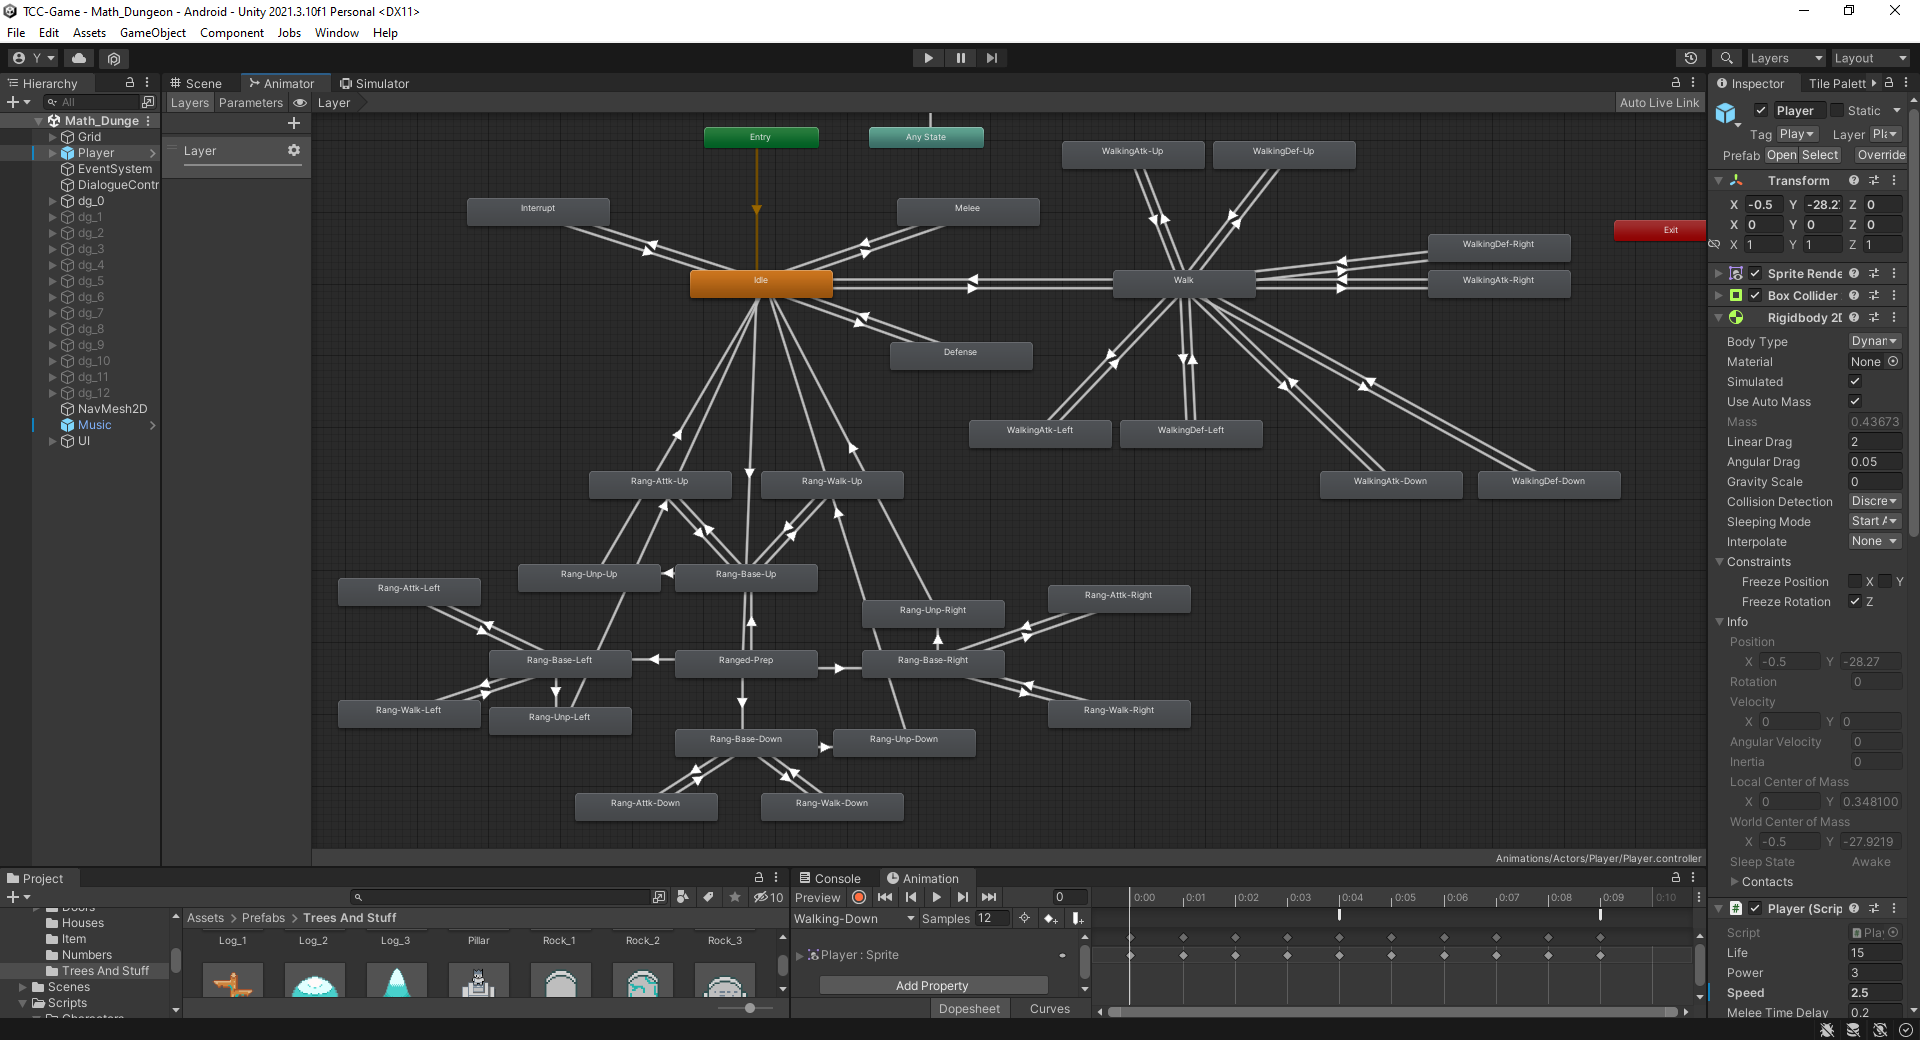 TCC-Game - Math_Dungeon - Android - Unity 2021.3.10f1 Personal <DX11>
File Edit Assets GameObject Component Jobs Window Help
Y Layers Layout
Hierarchy Scene Animator Simulator Inspector Tile Palett
All Layers Parameters Layer Auto Live Link
Math_Dunge
Grid
Player
EventSystem
DialogueContr
dg_0
dg_1
dg_2
dg_3
dg_4
dg_5
dg_6
dg_7
dg_8
dg_9
dg_10
dg_11
dg_12
NavMesh2D
Music
UI
Layer
Entry Any State
WalkingAtk-Up WalkingDef-Up
Interrupt Melee
Exit
WalkingDef-Right
Idle Walk WalkingAtk-Right
Defense
WalkingAtk-Left WalkingDef-Left
Rang-Attk-Up Rang-Walk-Up WalkingAtk-Down WalkingDef-Down
Rang-Unp-Up Rang-Base-Up
Rang-Attk-Left Rang-Attk-Right
Rang-Unp-Right
Rang-Base-Left Ranged-Prep Rang-Base-Right
Rang-Walk-Left Rang-Unp-Left Rang-Walk-Right
Rang-Base-Down Rang-Unp-Down
Rang-Attk-Down Rang-Walk-Down
Animations/Actors/Player/Player.controller
Player Static
Tag Play Layer Pl
Prefab Open Select Override
Transform
X -0.5 Y -28.2 Z 0
X 0 Y 0 Z 0
X 1 Y 1 Z 1
Sprite Rende
Box Collider
Rigidbody 2D
Body Type Dynar
Material None
Simulated
Use Auto Mass
Mass 0.43673
Linear Drag 2
Angular Drag 0.05
Gravity Scale 0
Collision Detection Discre
Sleeping Mode Start A
Interpolate None
Constraints
Freeze Position X Y
Freeze Rotation Z
Info
Position
X -0.5 Y -28.27
Rotation 0
Velocity
X 0 Y 0
Angular Velocity 0
Inertia 0
Local Center of Mass
X 0 Y 0.348100
World Center of Mass
X -0.5 Y -27.9219
Sleep State Awake
Contacts
Player (Scrip
Script Pla
Life 15
Power 3
Speed 2.5
Melee Time Delay 0.2
Project
10
Houses
Item
Numbers
Trees And Stuff
Scenes
Scripts
Assets > Prefabs > Trees And Stuff
Log_1 Log_2 Log_3 Pillar Rock_1 Rock_2 Rock_3
Console Animation
Preview 0
0:00 0:01 0:02 0:03 0:04 0:05 0:06 0:07 0:08 0:09 0:10
Walking-Down Samples 12
Player : Sprite
Add Property
Dopesheet Curves